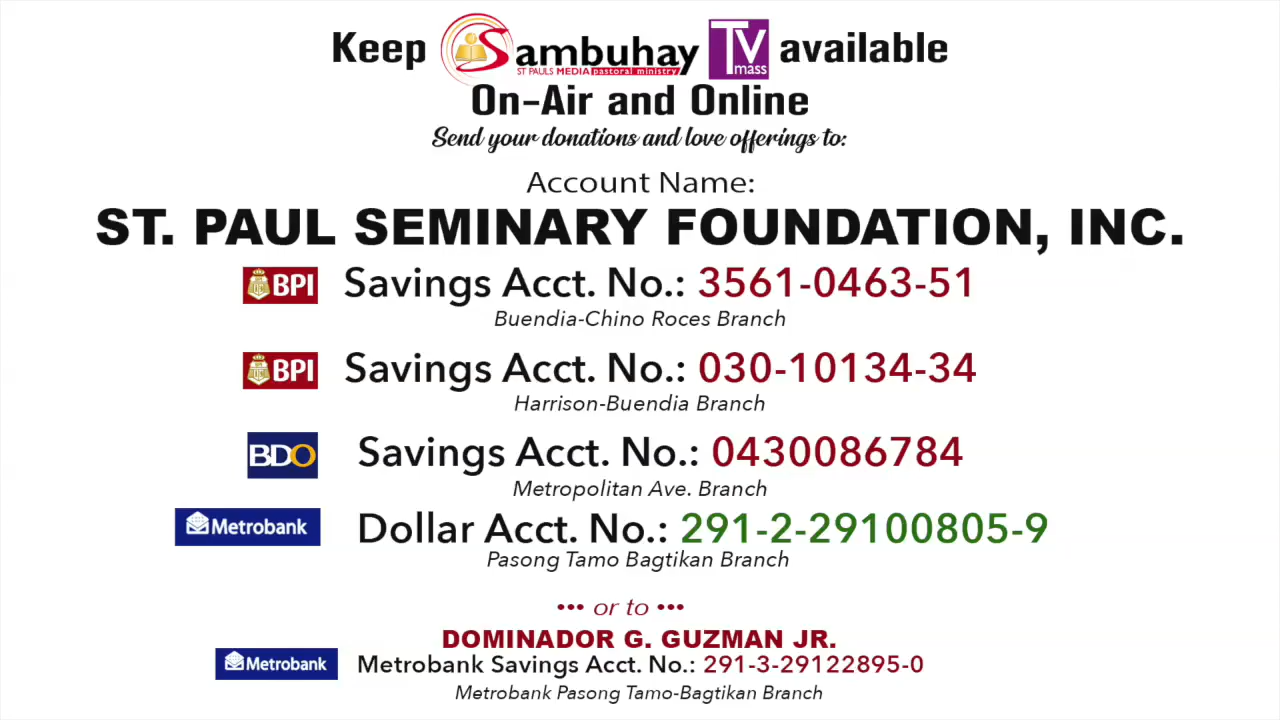 Keep Sambuhay TV mass available
ST PAULS MEDIA pastoral ministry
On-Air and Online
Send your donations and love offerings to:
Account Name:
ST. PAUL SEMINARY FOUNDATION, INC.
BPI Savings Acct. No.: 3561-0463-51
Buendia-Chino Roces Branch
BPI Savings Acct. No.: 030-10134-34
Harrison-Buendia Branch
BDO Savings Acct. No.: 0430086784
Metropolitan Ave. Branch
Metrobank Dollar Acct. No.: 291-2-29100805-9
Pasong Tamo Bagtikan Branch
••• or to •••
DOMINADOR G. GUZMAN JR.
Metrobank Metrobank Savings Acct. No.: 291-3-29122895-0
Metrobank Pasong Tamo-Bagtikan Branch